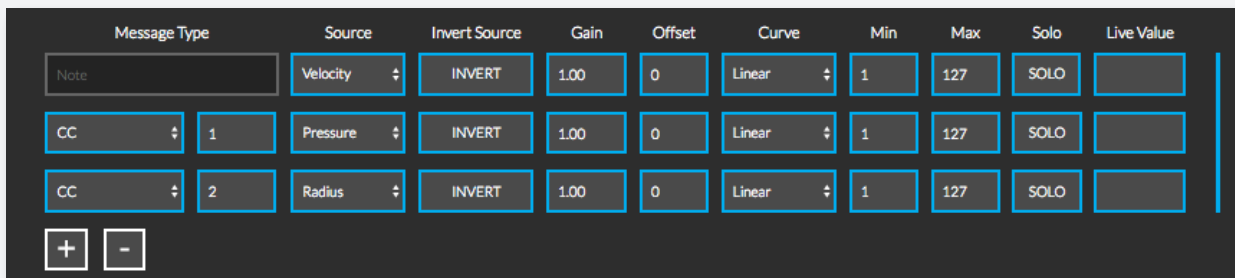 Message Type Source Invert Source Gain Offset Curve Min Max Solo Live Value
Note Velocity INVERT 1.00 0 Linear 1 127 SOLO
CC 1 Pressure INVERT 1.00 0 Linear 1 127 SOLO
CC 2 Radius INVERT 1.00 0 Linear 1 127 SOLO
+ -